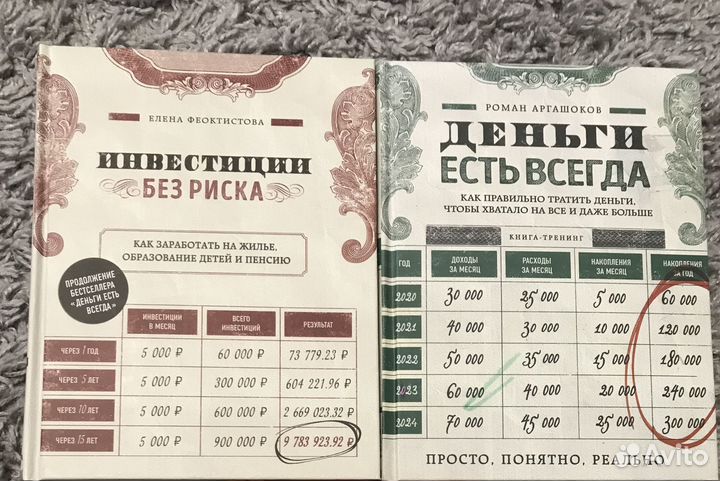 ЕЛЕНА ФЕОКТИСТОВА
ИНВЕСТИЦИИ
БЕЗ РИСКА
КАК ЗАРАБОТАТЬ НА ЖИЛЬЕ,
ОБРАЗОВАНИЕ ДЕТЕЙ И ПЕНСИЮ
ПРОДОЛЖЕНИЕ
БЕСТСЕЛЛЕРА
«ДЕНЬГИ ЕСТЬ
ВСЕГДА»
ИНВЕСТИЦИИ В МЕСЯЦ ВСЕГО ИНВЕСТИЦИЙ РЕЗУЛЬТАТ
ЧЕРЕЗ 1 ГОД 5 000 ₽ 60 000 ₽ 73 779.23 ₽
ЧЕРЕЗ 5 ЛЕТ 5 000 ₽ 300 000 ₽ 604 221.96 ₽
ЧЕРЕЗ 10 ЛЕТ 5 000 ₽ 600 000 ₽ 2 669 023.32 ₽
ЧЕРЕЗ 15 ЛЕТ 5 000 ₽ 900 000 ₽ 9 783 923.92 ₽
РОМАН АРГАШОКОВ
ДЕНЬГИ
ЕСТЬ ВСЕГДА
КАК ПРАВИЛЬНО ТРАТИТЬ ДЕНЬГИ,
ЧТОБЫ ХВАТАЛО НА ВСЕ И ДАЖЕ БОЛЬШЕ
КНИГА-ТРЕНИНГ
ГОД ДОХОДЫ ЗА МЕСЯЦ РАСХОДЫ ЗА МЕСЯЦ НАКОПЛЕНИЯ ЗА МЕСЯЦ НАКОПЛЕНИЯ ЗА ГОД
2020 30 000 25 000 5 000 60 000
2021 40 000 30 000 10 000 120 000
2022 50 000 35 000 15 000 180 000
2023 60 000 40 000 20 000 240 000
2024 70 000 45 000 25 000 300 000
ПРОСТО, ПОНЯТНО, РЕАЛЬНО
Avito